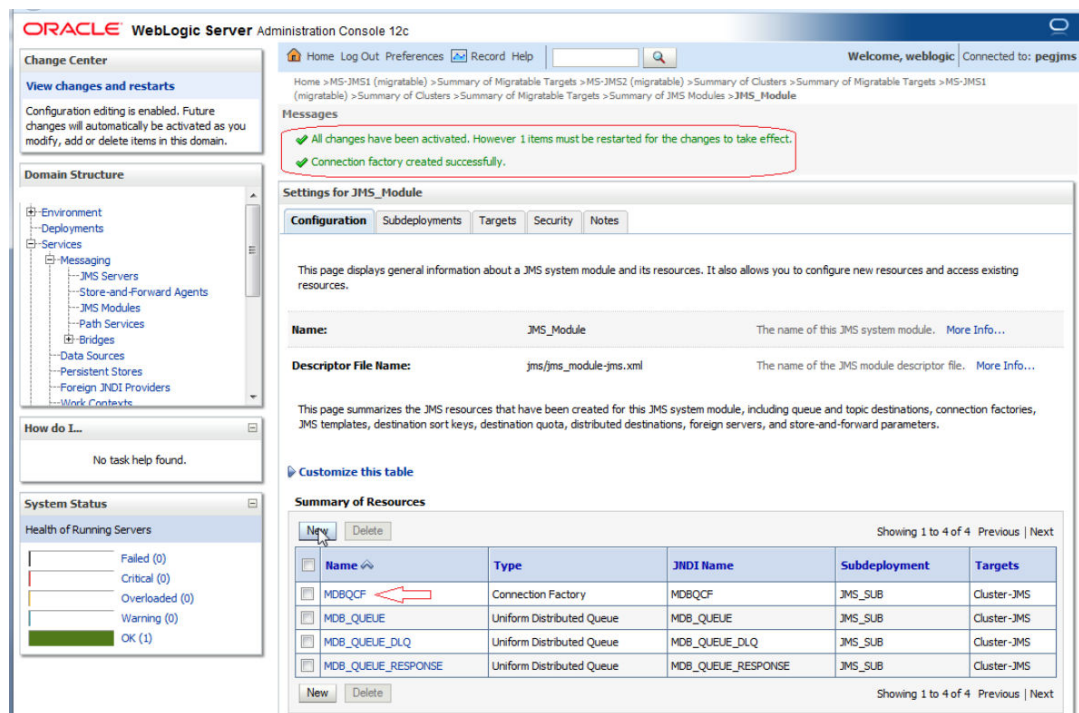 ORACLE WebLogic Server Administration Console 12c
Change Center
View changes and restarts
Configuration editing is enabled. Future
changes will automatically be activated as you
modify, add or delete items in this domain.
Domain Structure
Environment
Deployments
Services
Messaging
JMS Servers
Store-and-Forward Agents
JMS Modules
Path Services
Bridges
Data Sources
Persistent Stores
Foreign JNDI Providers
Work Contexts
How do I...
No task help found.
System Status
Health of Running Servers
Failed (0)
Critical (0)
Overloaded (0)
Warning (0)
OK (1)
Home Log Out Preferences Record Help
Welcome, weblogic Connected to: pegjms
Home >MS-JMS1 (migratable) >Summary of Migratable Targets >MS-JMS2 (migratable) >Summary of Clusters >Summary of Migratable Targets >MS-JMS1
(migratable) >Summary of Clusters >Summary of Migratable Targets >Summary of JMS Modules >JMS_Module
Messages
All changes have been activated. However 1 items must be restarted for the changes to take effect.
Connection factory created successfully.
Settings for JMS_Module
Configuration Subdeployments Targets Security Notes
This page displays general information about a JMS system module and its resources. It also allows you to configure new resources and access existing
resources.
Name: JMS_Module The name of this JMS system module. More Info...
Descriptor File Name: jms/jms_module-jms.xml The name of the JMS module descriptor file. More Info...
This page summarizes the JMS resources that have been created for this JMS system module, including queue and topic destinations, connection factories,
JMS templates, destination sort keys, destination quota, distributed destinations, foreign servers, and store-and-forward parameters.
Customize this table
Summary of Resources
New Delete Showing 1 to 4 of 4 Previous | Next
Name Type JNDI Name Subdeployment Targets
MDBQCF Connection Factory MDBQCF JMS_SUB Cluster-JMS
MDB_QUEUE Uniform Distributed Queue MDB_QUEUE JMS_SUB Cluster-JMS
MDB_QUEUE_DLQ Uniform Distributed Queue MDB_QUEUE_DLQ JMS_SUB Cluster-JMS
MDB_QUEUE_RESPONSE Uniform Distributed Queue MDB_QUEUE_RESPONSE JMS_SUB Cluster-JMS
New Delete Showing 1 to 4 of 4 Previous | Next